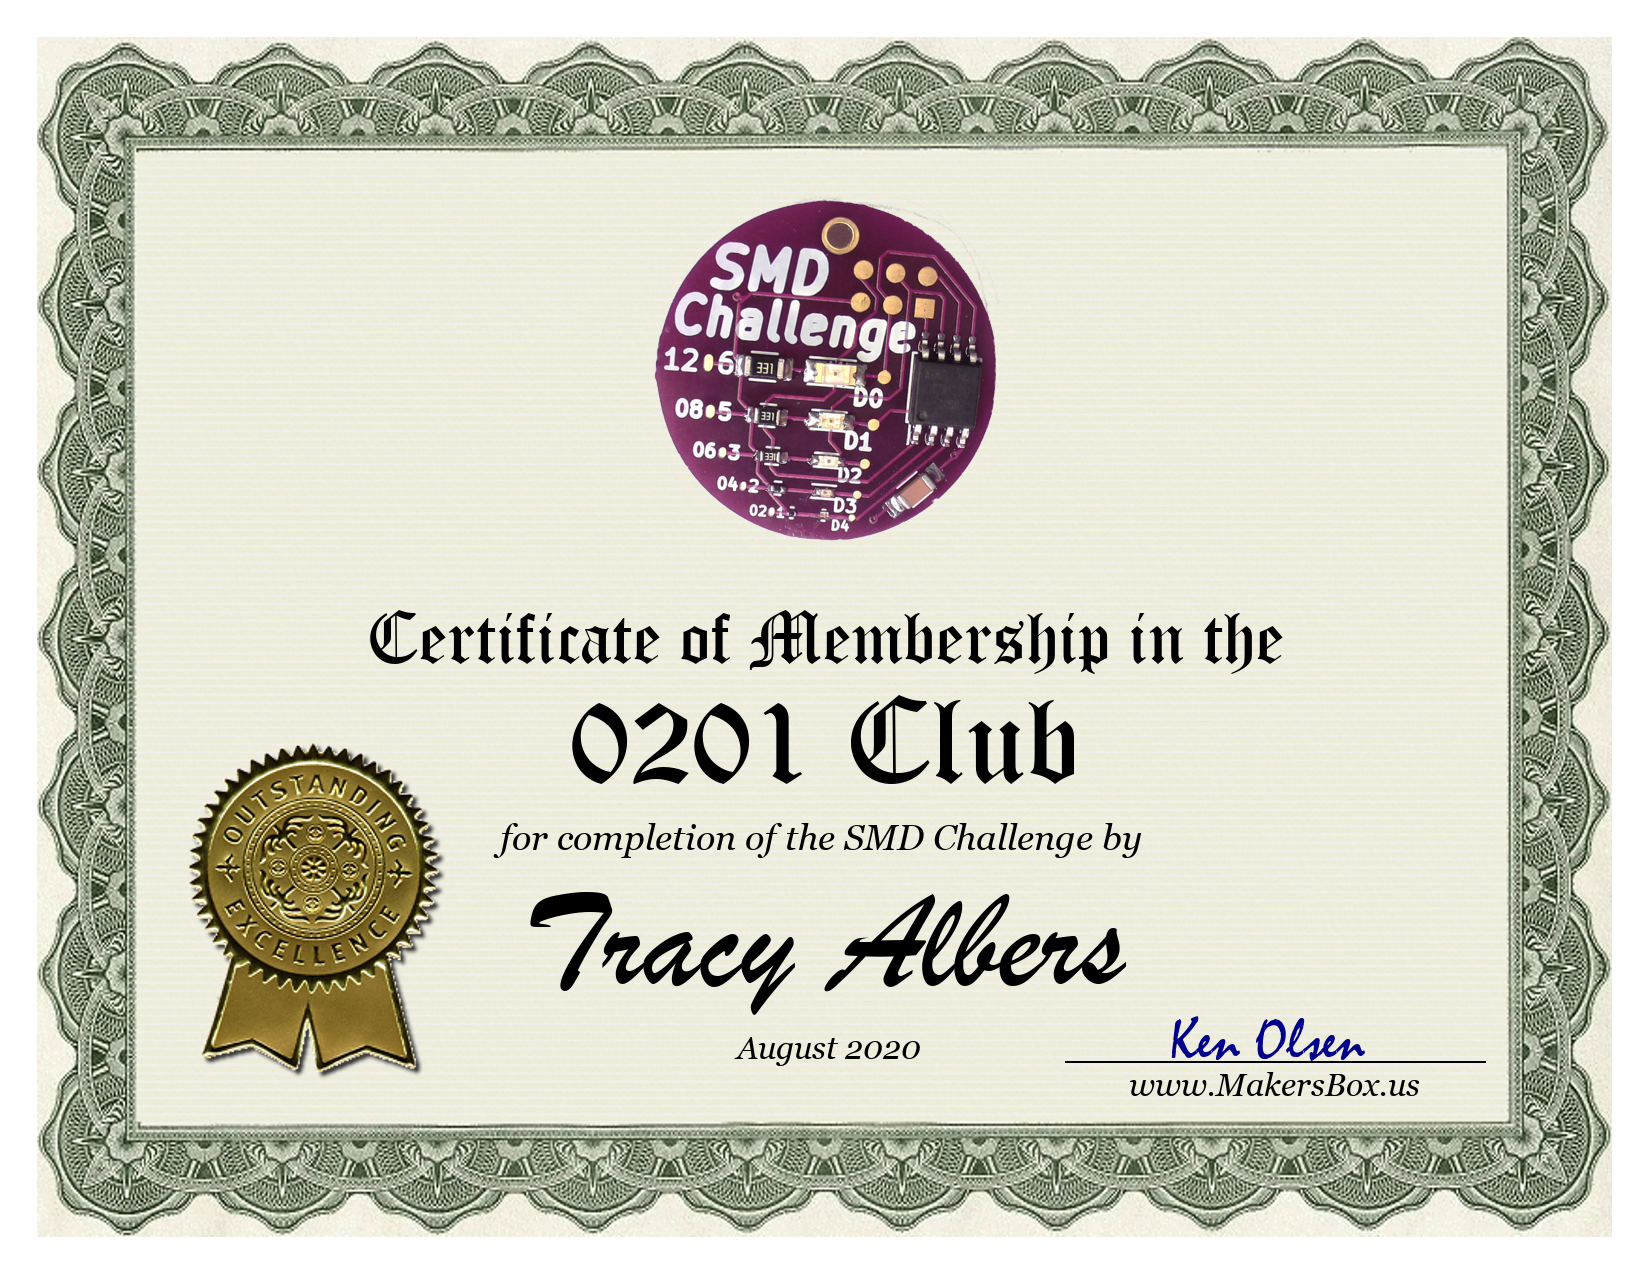 SMD
Challenge
12•6
331
D0
08•5
331
D1
06•3
331
D2
04•2
D3
02•1
D4
Certificate of Membership in the
0201 Club
for completion of the SMD Challenge by
OUTSTANDING
EXCELLENCE
Tracy Albers
August 2020
Ken Olsen
www.MakersBox.us